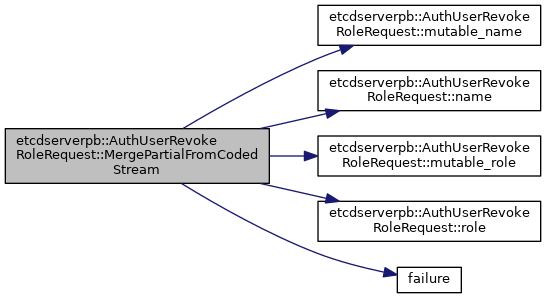 etcdserverpb::AuthUserRevoke
RoleRequest::MergePartialFromCoded
Stream
etcdserverpb::AuthUserRevoke
RoleRequest::mutable_name
etcdserverpb::AuthUserRevoke
RoleRequest::name
etcdserverpb::AuthUserRevoke
RoleRequest::mutable_role
etcdserverpb::AuthUserRevoke
RoleRequest::role
failure